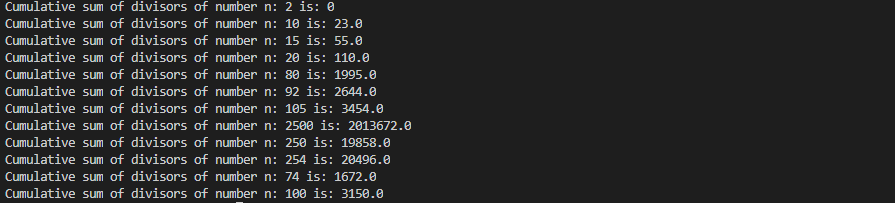 Cumulative sum of divisors of number n: 2 is: 0
Cumulative sum of divisors of number n: 10 is: 23.0
Cumulative sum of divisors of number n: 15 is: 55.0
Cumulative sum of divisors of number n: 20 is: 110.0
Cumulative sum of divisors of number n: 80 is: 1995.0
Cumulative sum of divisors of number n: 92 is: 2644.0
Cumulative sum of divisors of number n: 105 is: 3454.0
Cumulative sum of divisors of number n: 2500 is: 2013672.0
Cumulative sum of divisors of number n: 250 is: 19858.0
Cumulative sum of divisors of number n: 254 is: 20496.0
Cumulative sum of divisors of number n: 74 is: 1672.0
Cumulative sum of divisors of number n: 100 is: 3150.0